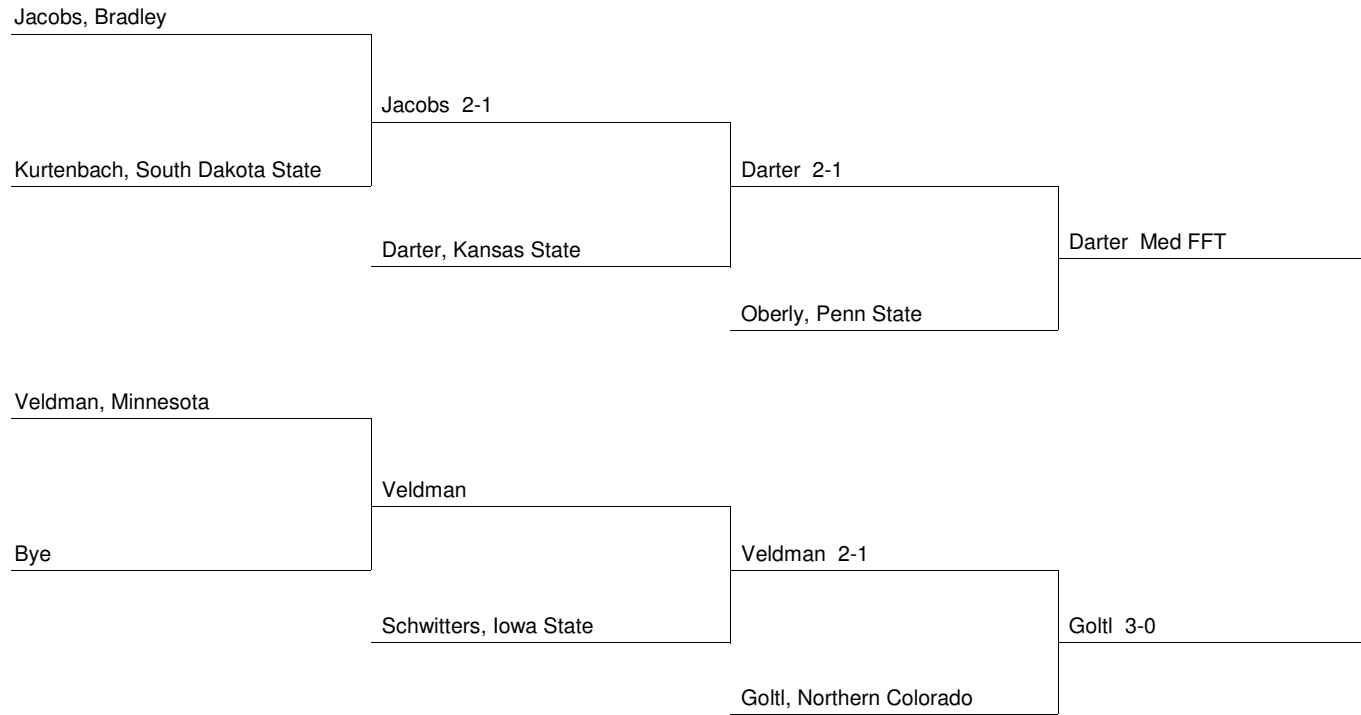 Jacobs, Bradley
Jacobs 2-1
Kurtenbach, South Dakota State
Darter 2-1
Darter, Kansas State
Darter Med FFT
Oberly, Penn State
Veldman, Minnesota
Veldman
Bye
Veldman 2-1
Schwitters, Iowa State
Goltl 3-0
Goltl, Northern Colorado